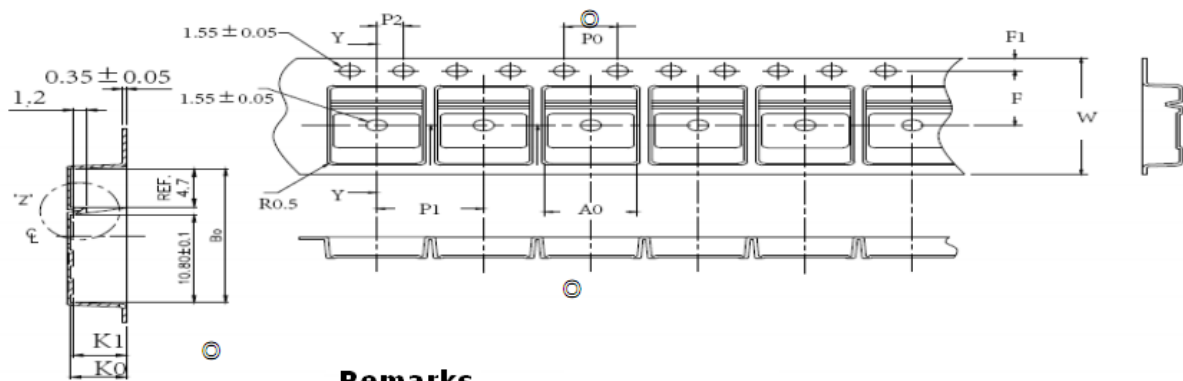 P2
P0
F1
1.55 ± 0.05
Y
0.35 ± 0.05
1.2
1.55 ± 0.05
F
W
REF.
4.7
"Z"
R0.5
Y
P1
A0
℄
10.80±0.1
Bo
K1
K0
Remarks